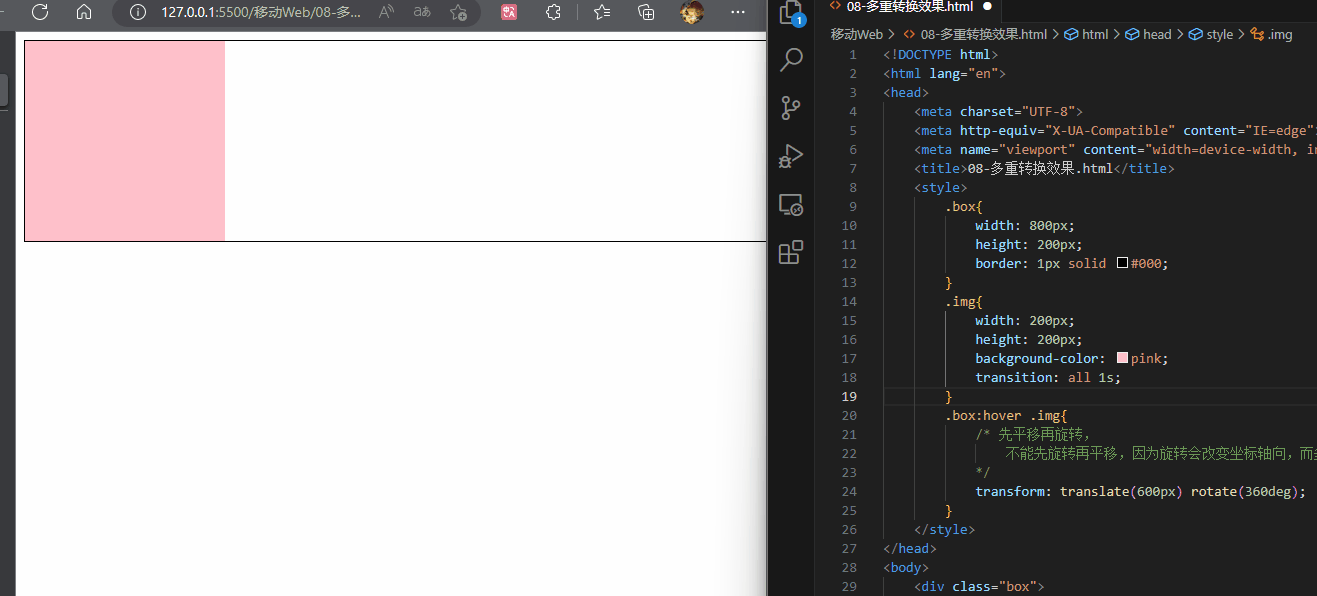 127.0.0.1:5500/移动Web/08-多...
1
08-多重转换效果.html
移动Web > 08-多重转换效果.html > html > head > style > .img
1 <!DOCTYPE html>
2 <html lang="en">
3 <head>
4 <meta charset="UTF-8">
5 <meta http-equiv="X-UA-Compatible" content="IE=edge"
6 <meta name="viewport" content="width=device-width, in
7 <title>08-多重转换效果.html</title>
8 <style>
9 .box{
10 width: 800px;
11 height: 200px;
12 border: 1px solid #000;
13 }
14 .img{
15 width: 200px;
16 height: 200px;
17 background-color: pink;
18 transition: all 1s;
19 }
20 .box:hover .img{
21 /* 先平移再旋转，
22 不能先旋转再平移，因为旋转会改变坐标轴向，而
23 */
24 transform: translate(600px) rotate(360deg);
25 }
26 </style>
27 </head>
28 <body>
29 <div class="box">